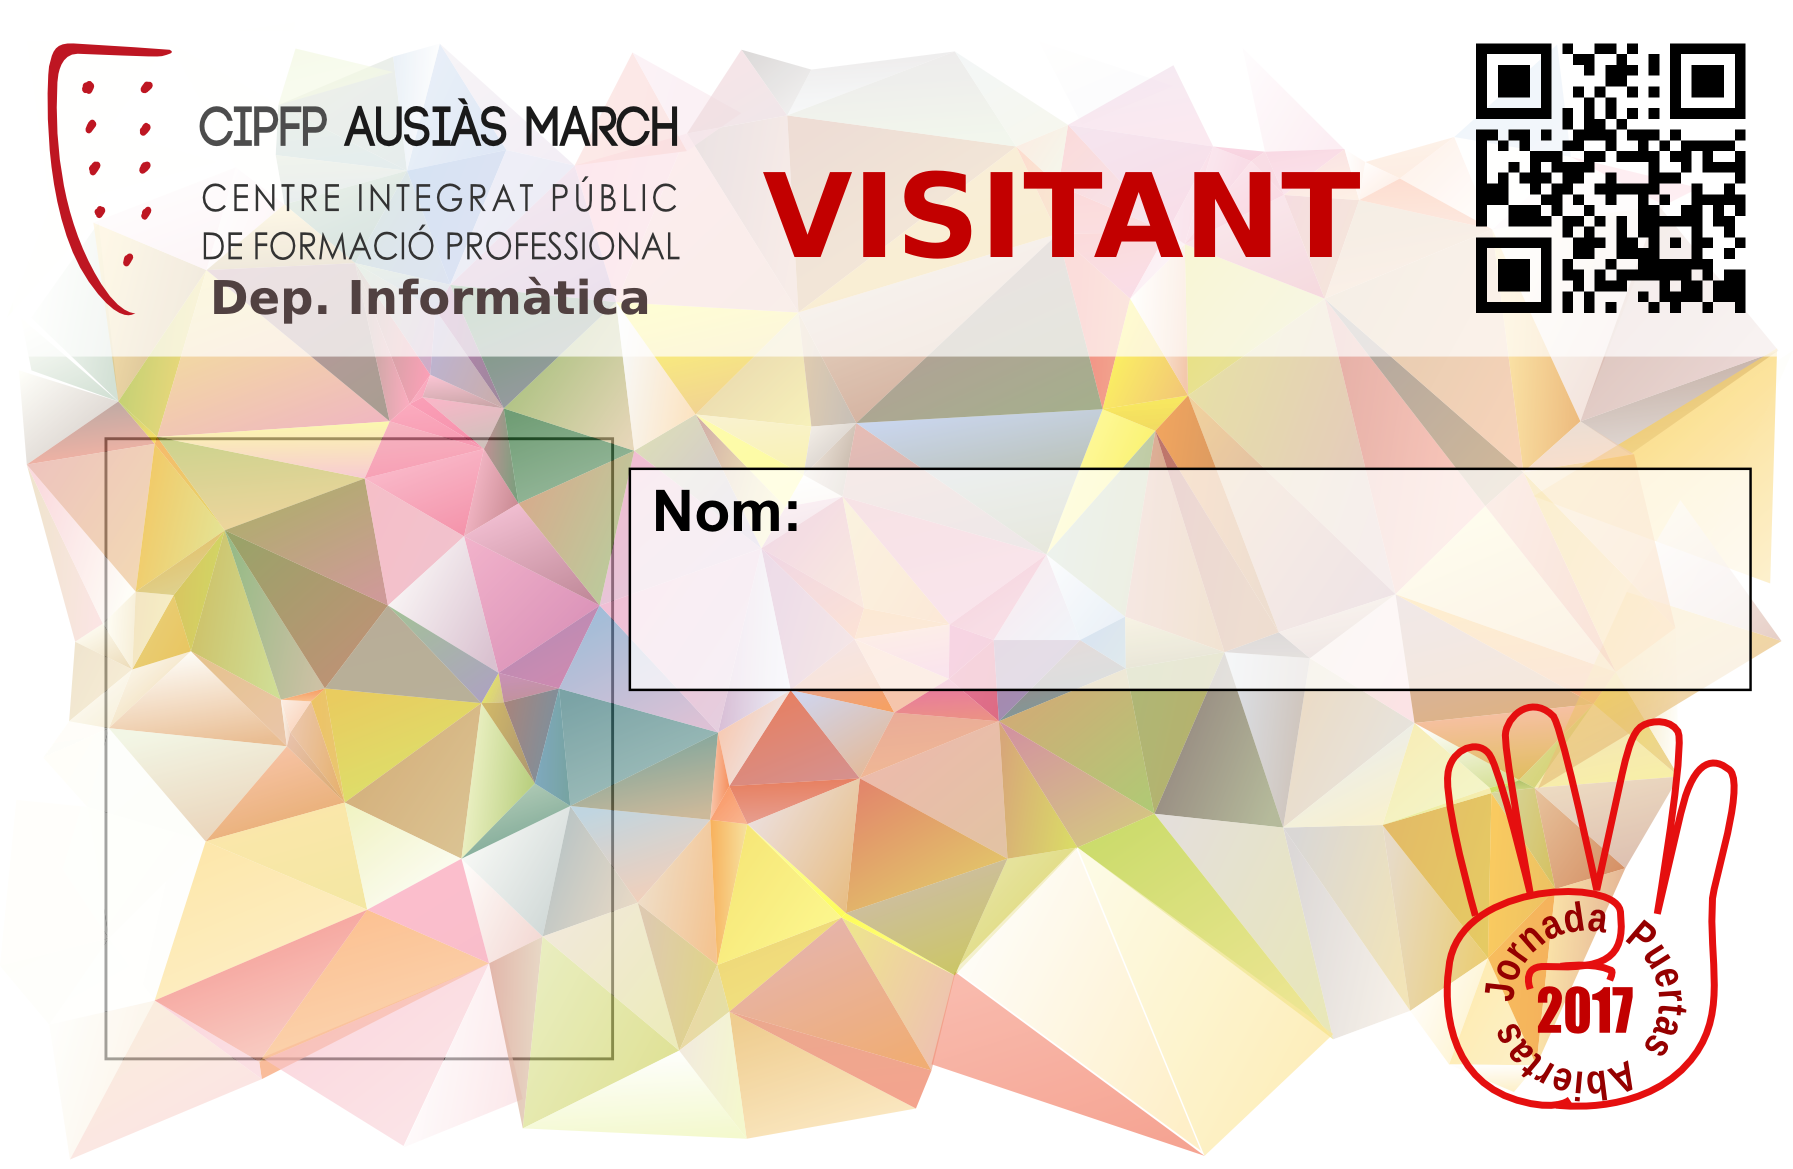 CIPFP AUSIÀS MARCH
CENTRE INTEGRAT PÚBLIC
DE FORMACIÓ PROFESSIONAL
Dep. Informàtica
VISITANT
Nom:
Jornada Puertas Abiertas
2017